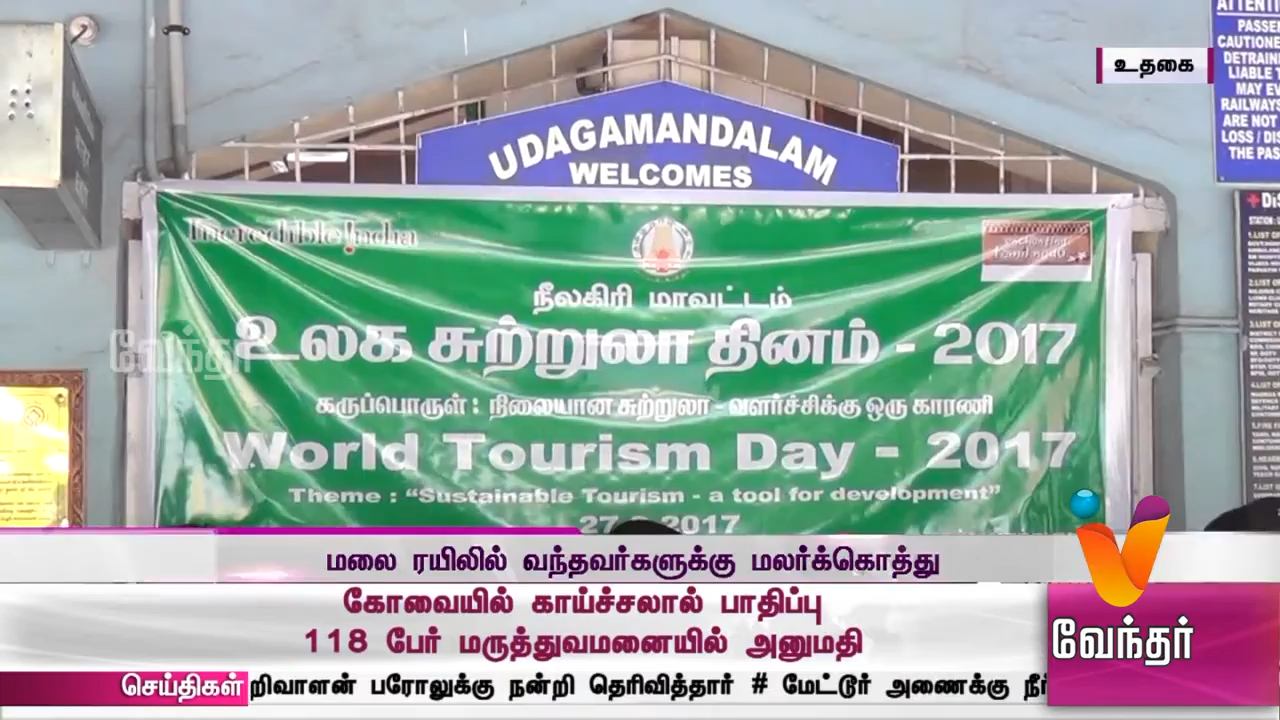 உதகை
UDAGAMANDALAM
WELCOMES
Incredible India
நீலகிரி மாவட்டம்
உலக சுற்றுலா தினம் - 2017
கருப்பொருள் : நிலையான சுற்றுலா - வளர்ச்சிக்கு ஒரு காரணி
World Tourism Day - 2017
Theme : “Sustainable Tourism - a tool for development”
2017
வேந்தர்
மலை ரயிலில் வந்தவர்களுக்கு மலர்க்கொத்து
கோவையில் காய்ச்சலால் பாதிப்பு
118 பேர் மருத்துவமனையில் அனுமதி
வேந்தர்
செய்திகள்
றிவாளன் பரோலுக்கு நன்றி தெரிவித்தார் # மேட்டூர் அணைக்கு நீர்